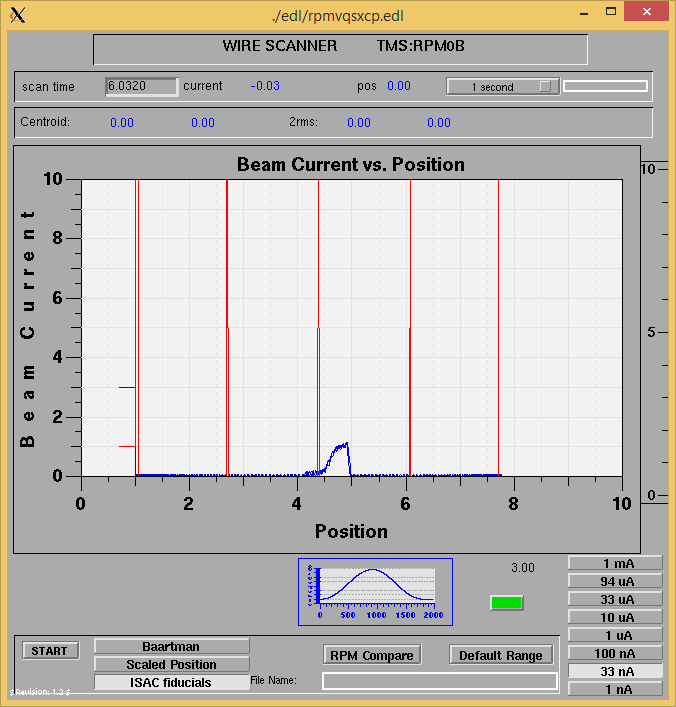 ./edl/rpmvqsxcp.edl
WIRE SCANNER TMS:RPM0B
scan time 6.0320 current -0.03 pos 0.00 1 second
Centroid: 0.00 0.00 2rms: 0.00 0.00
Beam Current vs. Position
10
8
6
4
2
0
Beam Current
0 2 4 6 8 10
Position
10
5
0
0 500 1000 1500 2000
3.00
1 mA
94 uA
33 uA
10 uA
1 uA
100 nA
33 nA
1 nA
START
Baartman
Scaled Position
ISAC fiducials
RPM Compare
Default Range
File Name:
$Revision: 1.2 $